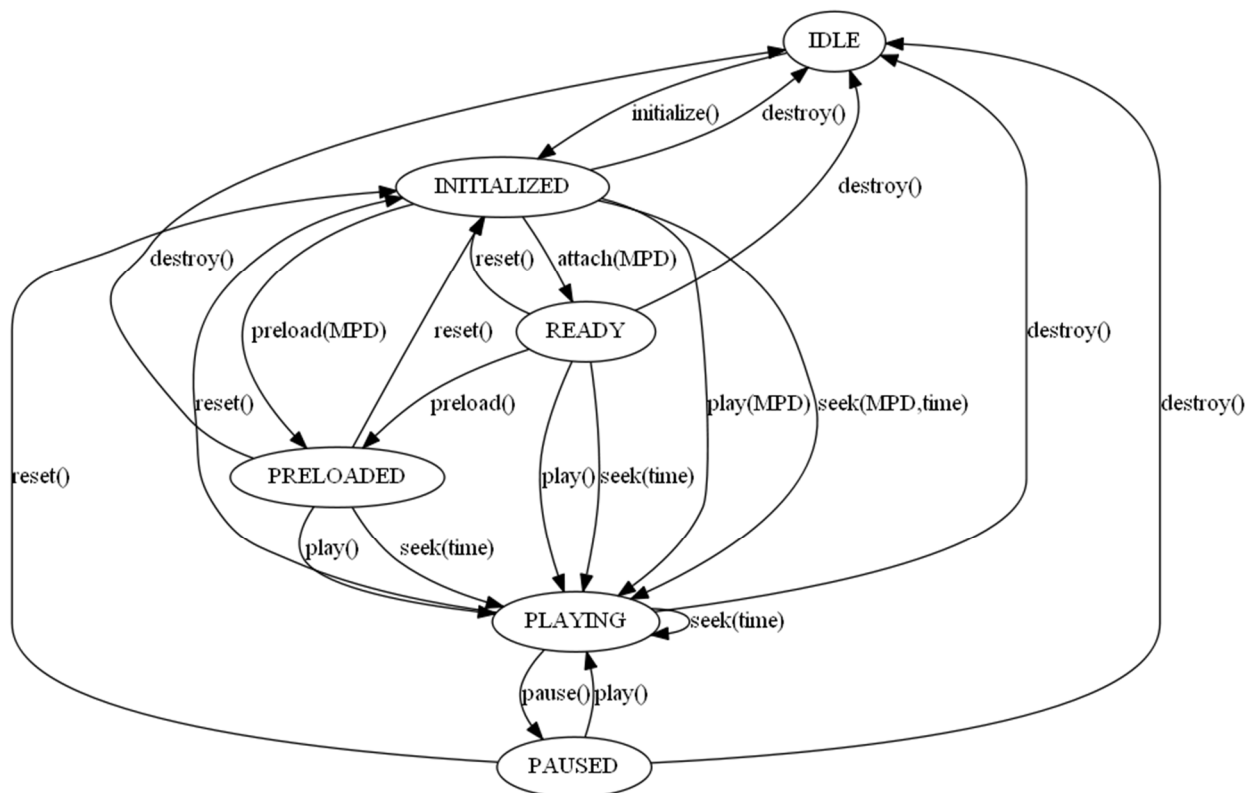 IDLE
initialize()
destroy()
INITIALIZED
destroy()
destroy()
reset()
attach(MPD)
preload(MPD)
reset()
READY
destroy()
reset()
preload()
play(MPD)
seek(MPD,time)
destroy()
reset()
PRELOADED
play()
seek(time)
play()
seek(time)
PLAYING
seek(time)
pause()
play()
PAUSED